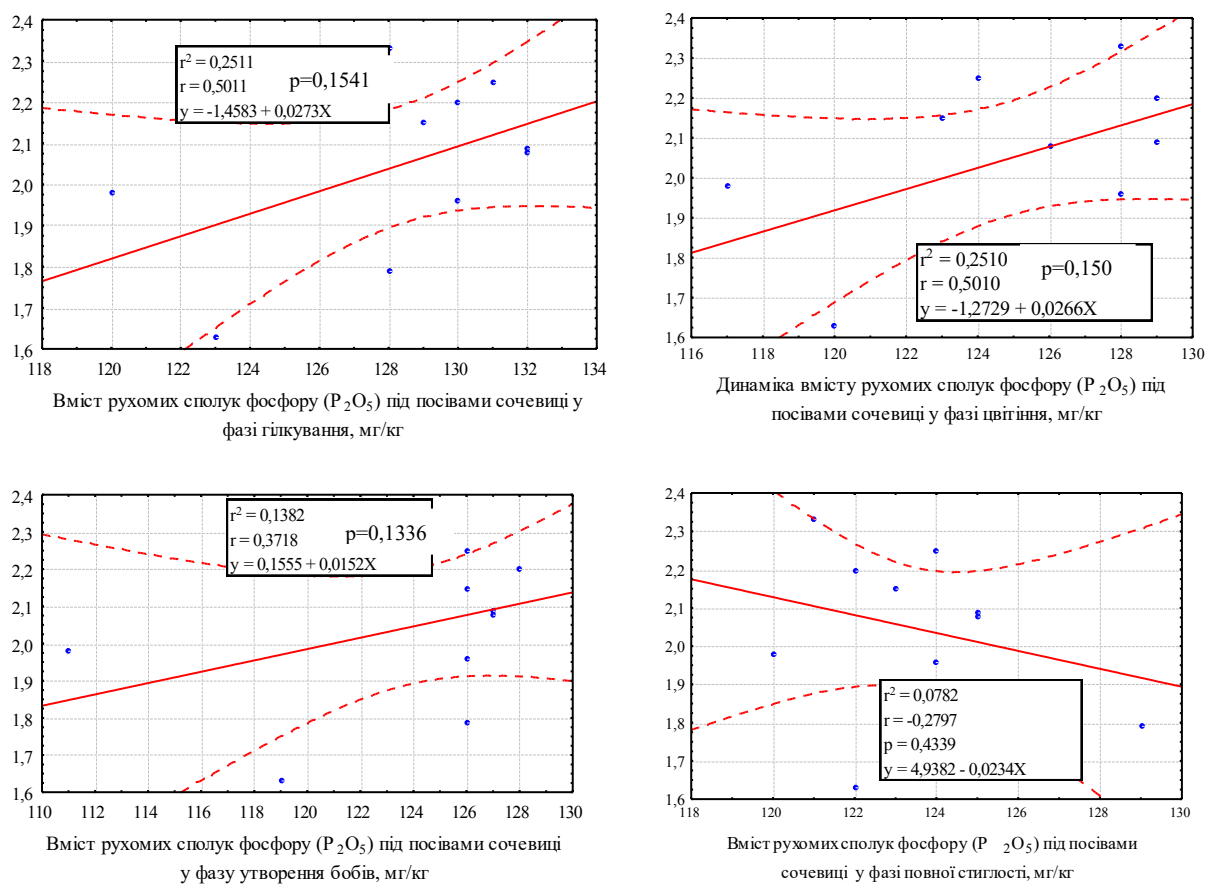 2,4
2,3
2,2
2,1
2,0
1,9
1,8
1,7
1,6
r² = 0,2511
r = 0,5011 p=0,1541
y = -1,4583 + 0,0273X
118 120 122 124 126 128 130 132 134
Вміст рухомих сполук фосфору (P₂O₅) під посівами сочевиці у
фазі гілкування, мг/кг
2,4
2,3
2,2
2,1
2,0
1,9
1,8
1,7
1,6
r² = 0,2510
r = 0,5010 p=0,150
y = -1,2729 + 0,0266X
116 118 120 122 124 126 128 130
Динаміка вмісту рухомих сполук фосфору (P₂O₅) під
посівами сочевиці у фазі цвітіння, мг/кг
2,4
2,3
2,2
2,1
2,0
1,9
1,8
1,7
1,6
r² = 0,1382
r = 0,3718 p=0,1336
y = 0,1555 + 0,0152X
110 112 114 116 118 120 122 124 126 128 130
Вміст рухомих сполук фосфору (P₂O₅) під посівами сочевиці
у фазу утворення бобів, мг/кг
2,4
2,3
2,2
2,1
2,0
1,9
1,8
1,7
1,6
r² = 0,0782
r = -0,2797
p = 0,4339
y = 4,9382 - 0,0234X
118 120 122 124 126 128 130
Вміст рухомих сполук фосфору (P ₂O₅) під посівами
сочевиці у фазі повної стиглості, мг/кг